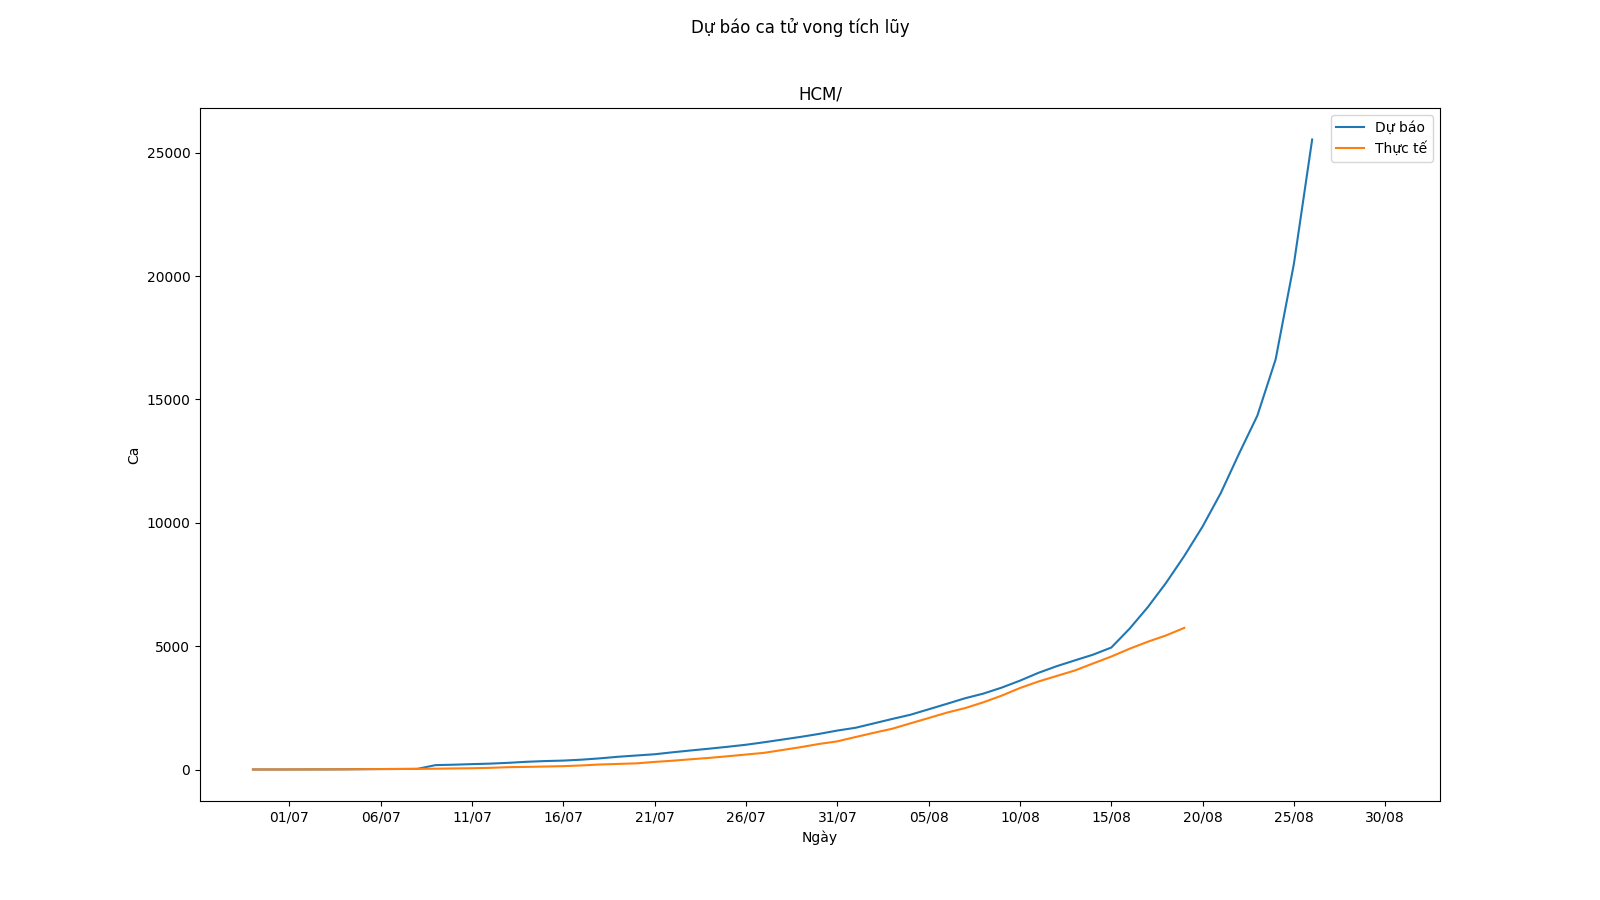 Dự báo ca tử vong tích lũy
HCM/
Dự báo
Thực tế
25000
20000
15000
10000
5000
0
Ca
01/07 06/07 11/07 16/07 21/07 26/07 31/07 05/08 10/08 15/08 20/08 25/08 30/08
Ngày